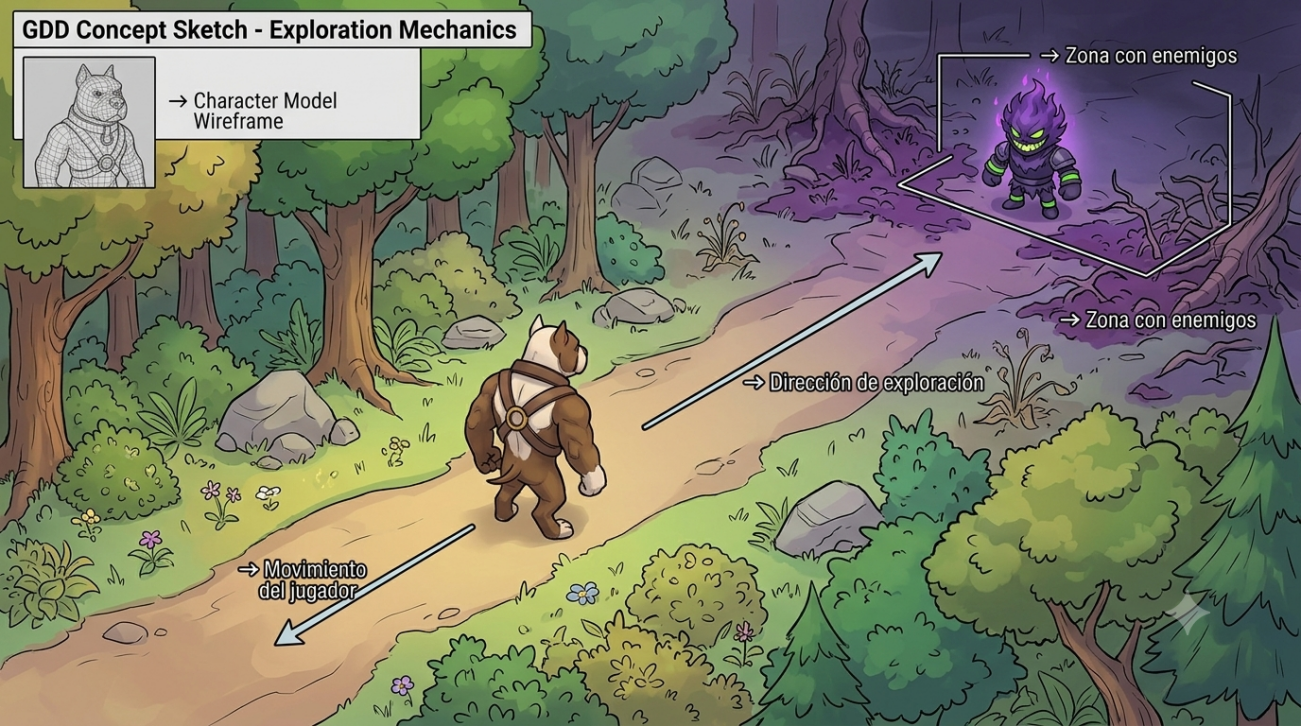 GDD Concept Sketch - Exploration Mechanics
→ Character Model
Wireframe
→ Zona con enemigos
→ Zona con enemigos
→ Dirección de exploración
→ Movimiento
del jugador